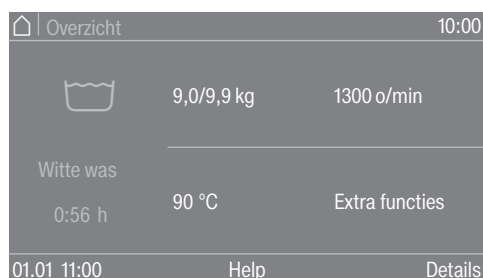 Overzicht 10:00
9,0/9,9 kg 1300 o/min
Witte was
0:56 h
90 °C Extra functies
01.01 11:00 Help Details